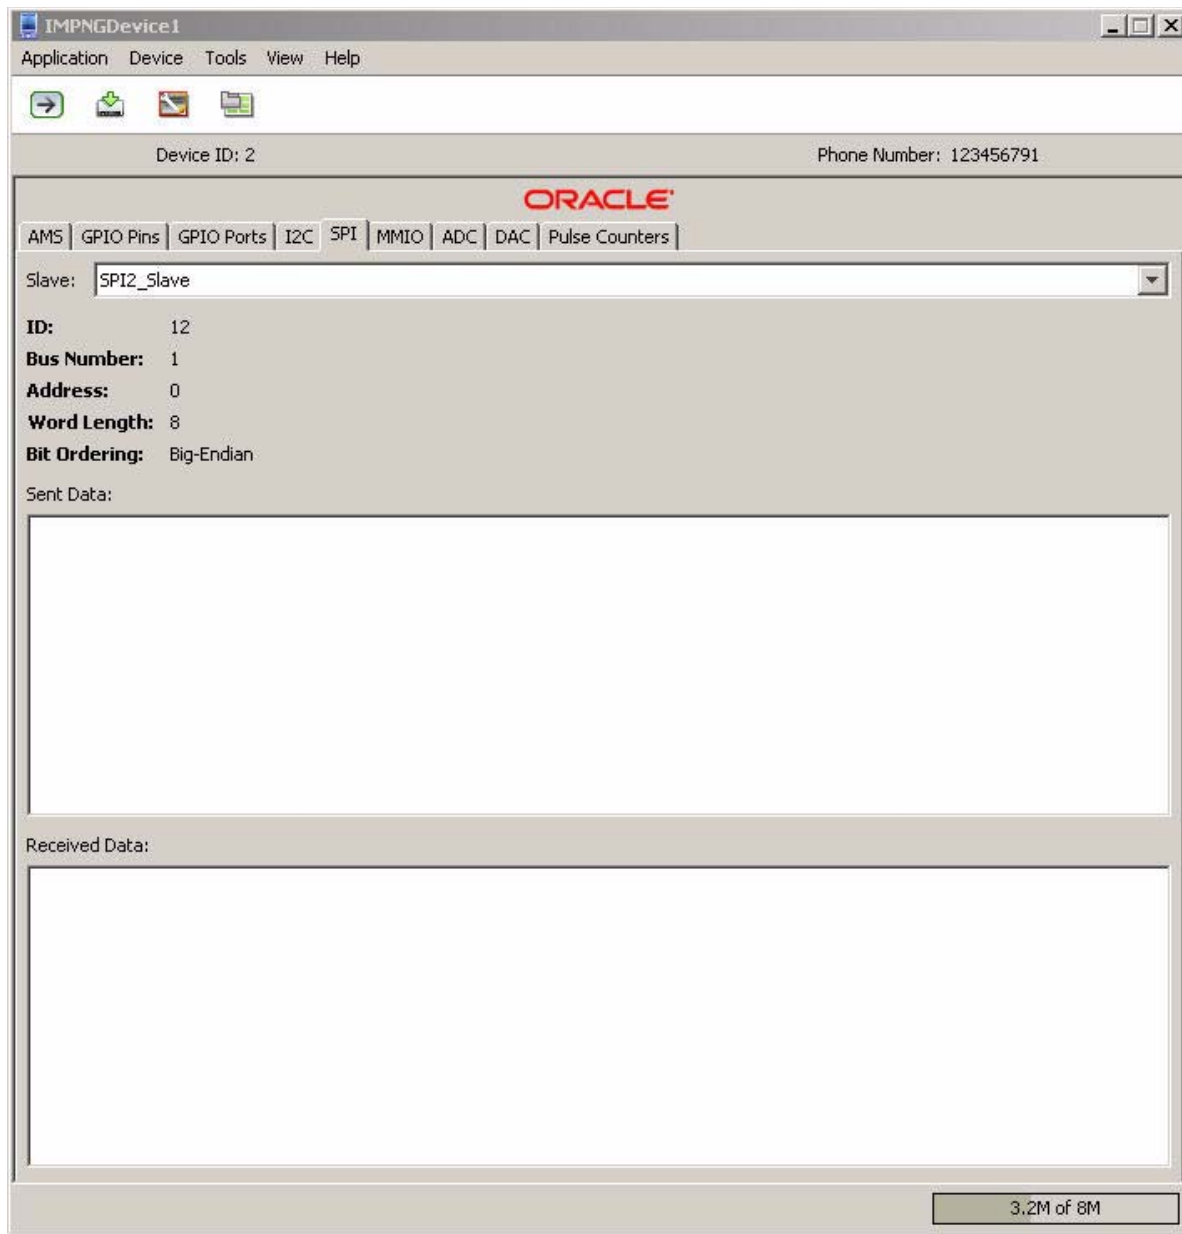 IMPNGDevice1
Application Device Tools View Help
Device ID: 2 Phone Number: 123456791
ORACLE
AMS GPIO Pins GPIO Ports I2C SPI MMIO ADC DAC Pulse Counters
Slave: SPI2_Slave
ID: 12
Bus Number: 1
Address: 0
Word Length: 8
Bit Ordering: Big-Endian
Sent Data:
Received Data:
3.2M of 8M